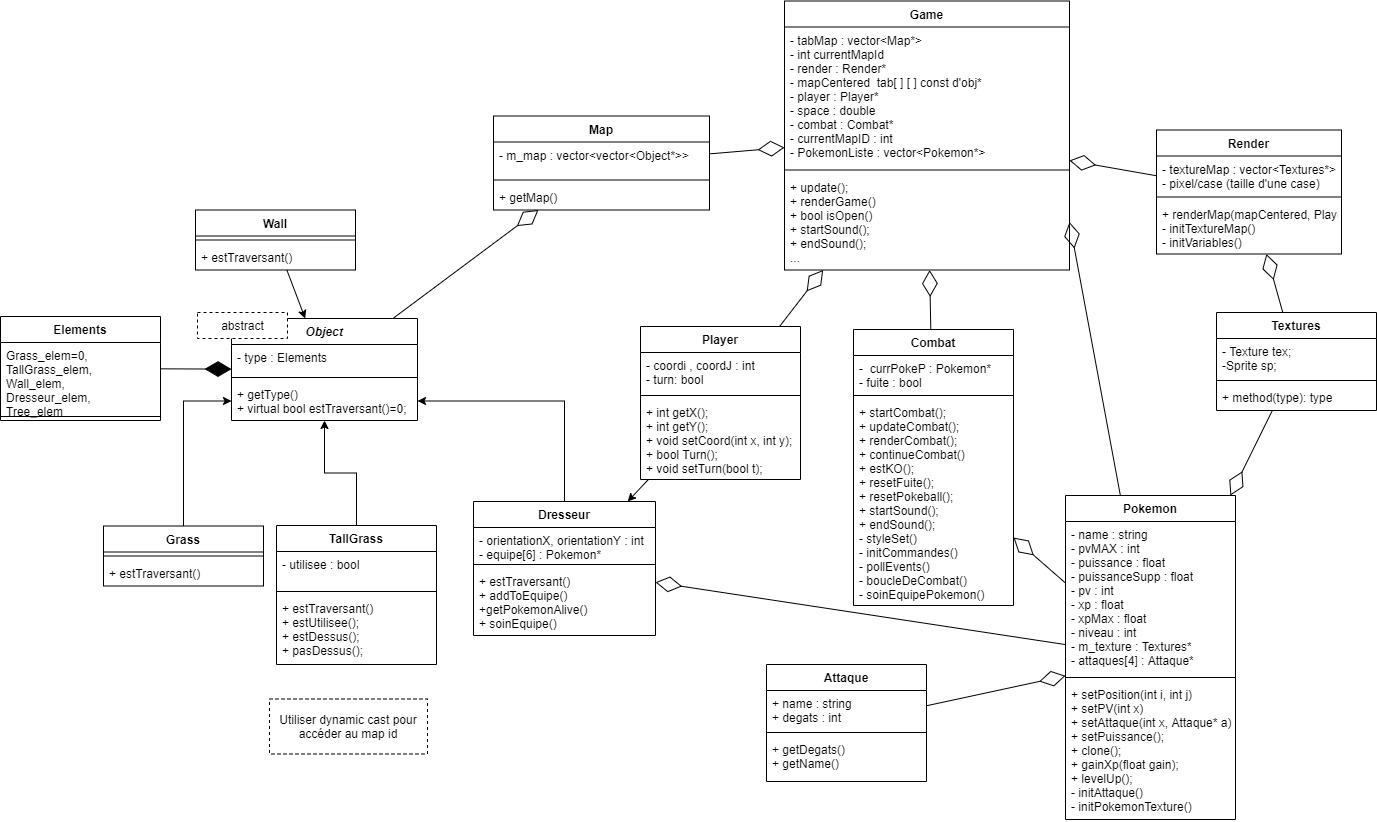 Game
- tabMap : vector<Map*>
- int currentMapId
- render : Render*
- mapCentered  tab[ ] [ ] const d'obj*
- player : Player*
- space : double
- combat : Combat*
- currentMapID : int
- PokemonListe : vector<Pokemon*>
+ update();
+ renderGame()
+ bool isOpen()
+ startSound();
+ endSound();
...
Map
- m_map : vector<vector<Object*>>
+ getMap()
Render
- textureMap : vector<Textures*>
- pixel/case (taille d'une case)
+ renderMap(mapCentered, Play
- initTextureMap()
- initVariables()
Wall
+ estTraversant()
abstract
Object
- type : Elements
+ getType()
+ virtual bool estTraversant()=0;
Elements
Grass_elem=0,
TallGrass_elem,
Wall_elem,
Dresseur_elem,
Tree_elem
Player
- coordi , coordJ : int
- turn: bool
+ int getX();
+ int getY();
+ void setCoord(int x, int y);
+ bool Turn();
+ void setTurn(bool t);
Combat
-  currPokeP : Pokemon*
- fuite : bool
+ startCombat();
+ updateCombat();
+ renderCombat();
+ continueCombat()
+ estKO();
+ resetFuite();
+ resetPokeball();
+ startSound();
+ endSound();
- styleSet()
- initCommandes()
- pollEvents()
- boucleDeCombat()
- soinEquipePokemon()
Textures
- Texture tex;
-Sprite sp;
+ method(type): type
Grass
+ estTraversant()
TallGrass
- utilisee : bool
+ estTraversant()
+ estUtilisee();
+ estDessus();
+ pasDessus();
Dresseur
- orientationX, orientationY : int
- equipe[6] : Pokemon*
+ estTraversant()
+ addToEquipe()
+getPokemonAlive()
+ soinEquipe()
Pokemon
- name : string
- pvMAX : int
- puissance : float
- puissanceSupp : float
- pv : int
- xp : float
- xpMax : float
- niveau : int
- m_texture : Textures*
- attaques[4] : Attaque*
+ setPosition(int i, int j)
+ setPV(int x)
+ setAttaque(int x, Attaque* a)
+ setPuissance();
+ clone();
+ gainXp(float gain);
+ levelUp();
- initAttaque()
- initPokemonTexture()
Attaque
+ name : string
+ degats : int
+ getDegats()
+ getName()
Utiliser dynamic cast pour
accéder au map id